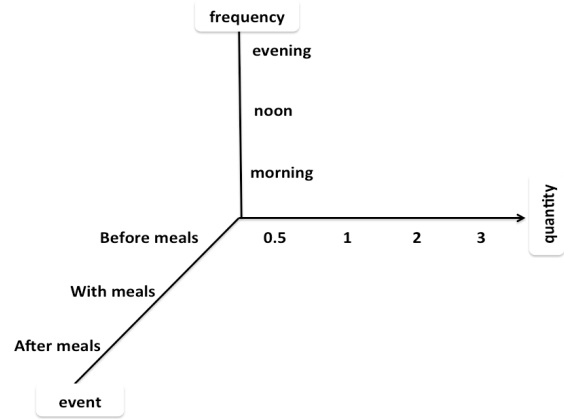 frequency
evening
noon
morning
quantity
Before meals
0.5 1 2 3
With meals
After meals
event